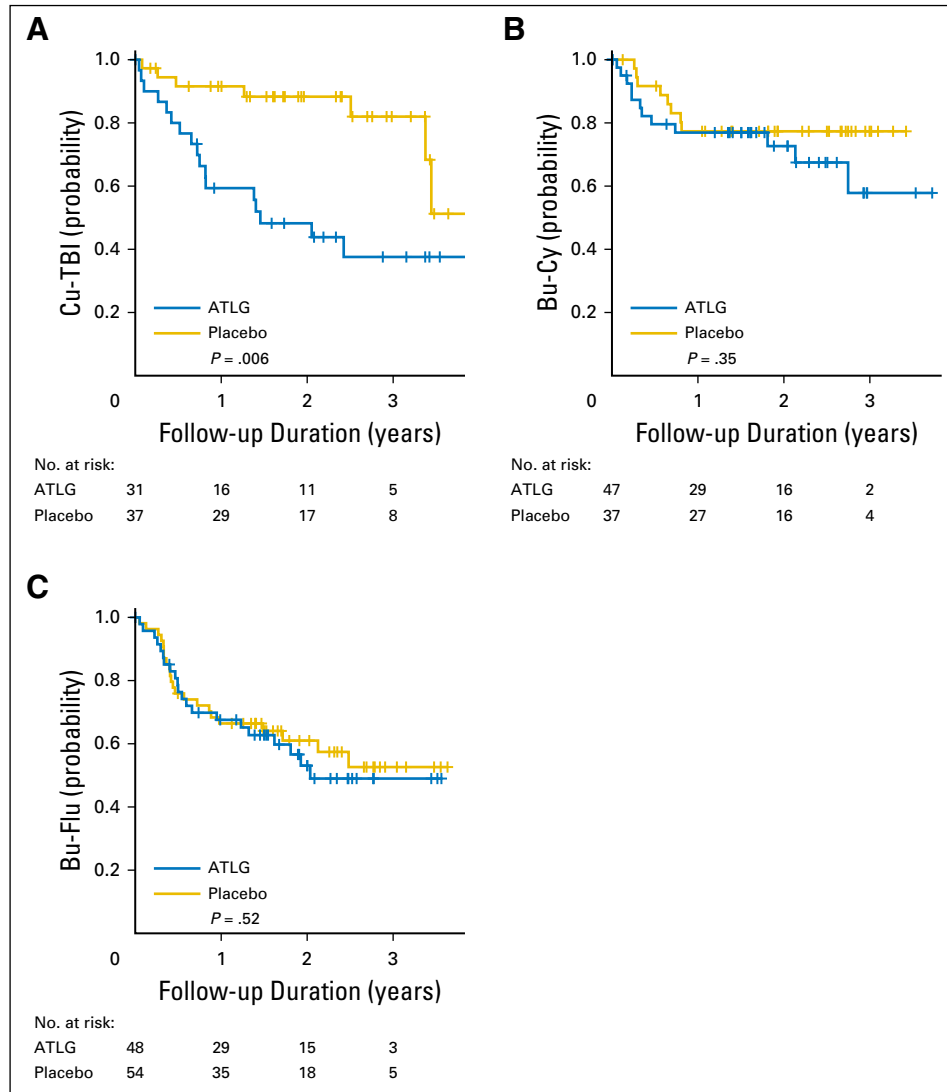 A
1.0
0.8
0.6
0.4
0.2
Cu-TBI (probability)
ATLG
Placebo
P = .006
0 1 2 3
Follow-up Duration (years)
No. at risk:
ATLG 31 16 11 5
Placebo 37 29 17 8
B
1.0
0.8
0.6
0.4
0.2
Bu-Cy (probability)
ATLG
Placebo
P = .35
0 1 2 3
Follow-up Duration (years)
No. at risk:
ATLG 47 29 16 2
Placebo 37 27 16 4
C
1.0
0.8
0.6
0.4
0.2
Bu-Flu (probability)
ATLG
Placebo
P = .52
0 1 2 3
Follow-up Duration (years)
No. at risk:
ATLG 48 29 15 3
Placebo 54 35 18 5